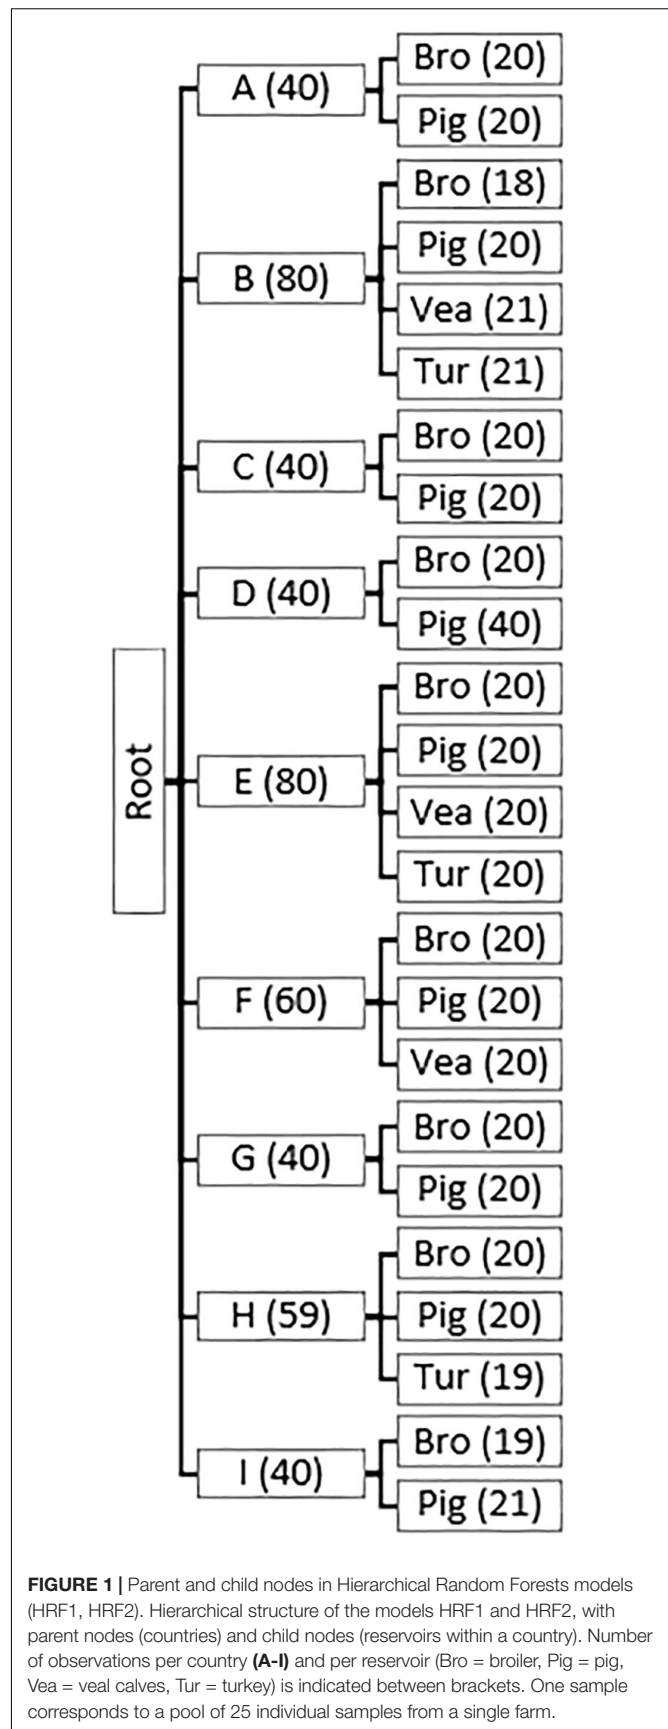 Root
A (40)
Bro (20)
Pig (20)
B (80)
Bro (18)
Pig (20)
Vea (21)
Tur (21)
C (40)
Bro (20)
Pig (20)
D (40)
Bro (20)
Pig (40)
E (80)
Bro (20)
Pig (20)
Vea (20)
Tur (20)
F (60)
Bro (20)
Pig (20)
Vea (20)
G (40)
Bro (20)
Pig (20)
H (59)
Bro (20)
Pig (20)
Tur (19)
I (40)
Bro (19)
Pig (21)
FIGURE 1 | Parent and child nodes in Hierarchical Random Forests models
(HRF1, HRF2). Hierarchical structure of the models HRF1 and HRF2, with
parent nodes (countries) and child nodes (reservoirs within a country). Number
of observations per country (A-I) and per reservoir (Bro = broiler, Pig = pig,
Vea = veal calves, Tur = turkey) is indicated between brackets. One sample
corresponds to a pool of 25 individual samples from a single farm.